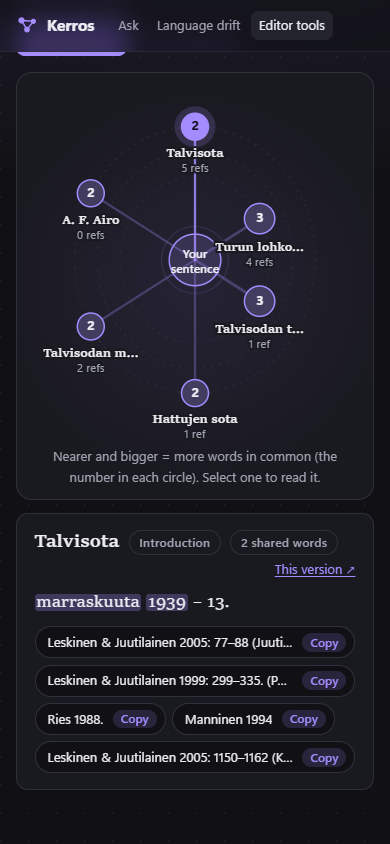 Kerros Ask Language drift Editor tools
2
Talvisota
5 refs
2
A. F. Airo
0 refs
3
Turun lohko...
4 refs
Your
sentence
3
Talvisodan t...
1 ref
2
Talvisodan m...
2 refs
2
Hattujen sota
1 ref
Nearer and bigger = more words in common (the
number in each circle). Select one to read it.
Talvisota Introduction 2 shared words
This version ↗
marraskuuta 1939 – 13.
Leskinen & Juutilainen 2005: 77–88 (Juuti... Copy
Leskinen & Juutilainen 1999: 299–335. (P... Copy
Ries 1988. Copy Manninen 1994 Copy
Leskinen & Juutilainen 2005: 1150–1162 (K... Copy